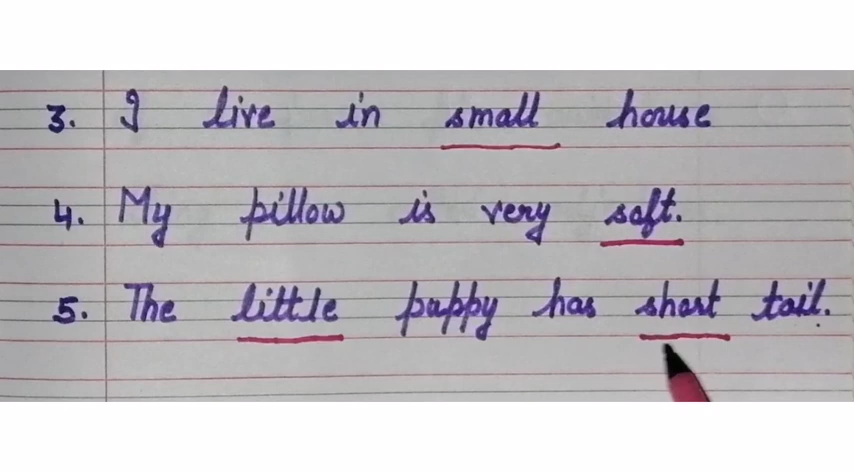 3. I live in small house
4. My pillow is very soft.
5. The little puppy has short tail.